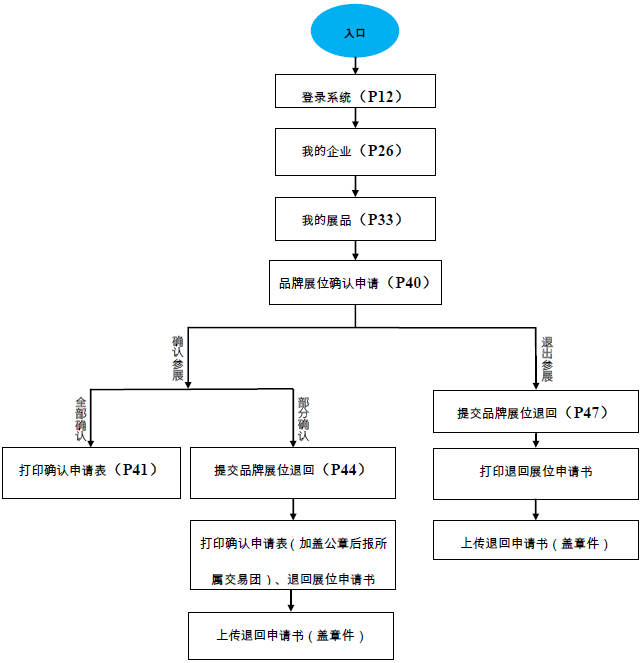 入口
登录系统（P12）
我的企业（P26）
我的展品（P33）
品牌展位确认申请（P40）
确认参展
退出参展
全部确认
部分确认
提交品牌展位退回（P47）
打印确认申请表（P41）
提交品牌展位退回（P44）
打印退回展位申请书
打印确认申请表（加盖公章后报所
属交易团）、退回展位申请书
上传退回申请书（盖章件）
上传退回申请书（盖章件）